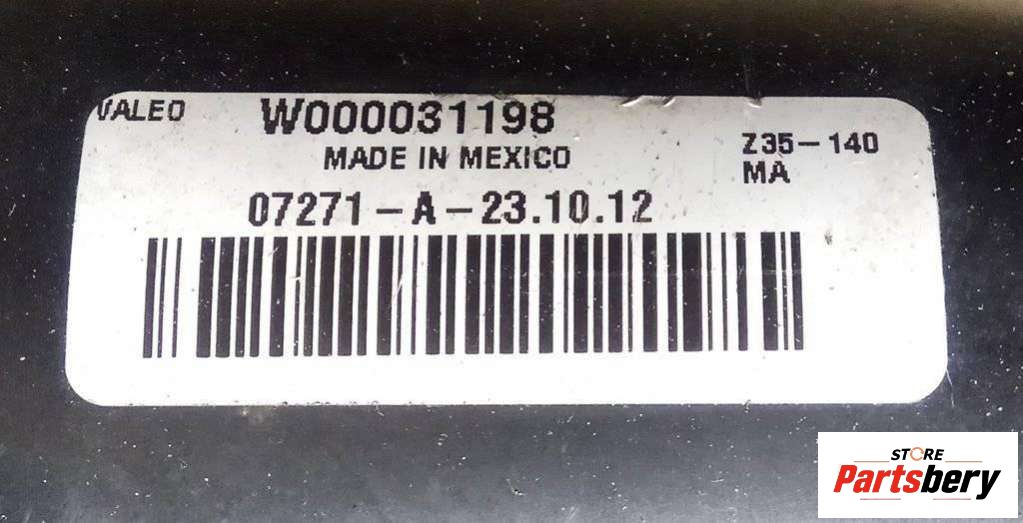 VALEO
W000031198
MADE IN MEXICO
Z35-140
MA
07271-A-23.10.12
STORE
Partsbery